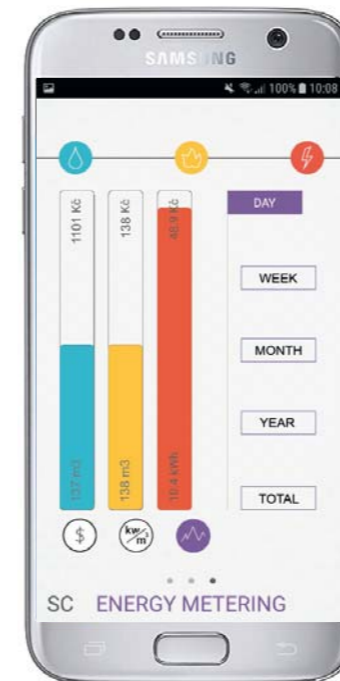 SAMSUNG
100% 10:08
1101 Kč
138 Kč
48.9 Kč
DAY
WEEK
MONTH
YEAR
TOTAL
137 m3
138 m3
10.4 kWh
$
kw/m³
SC ENERGY METERING